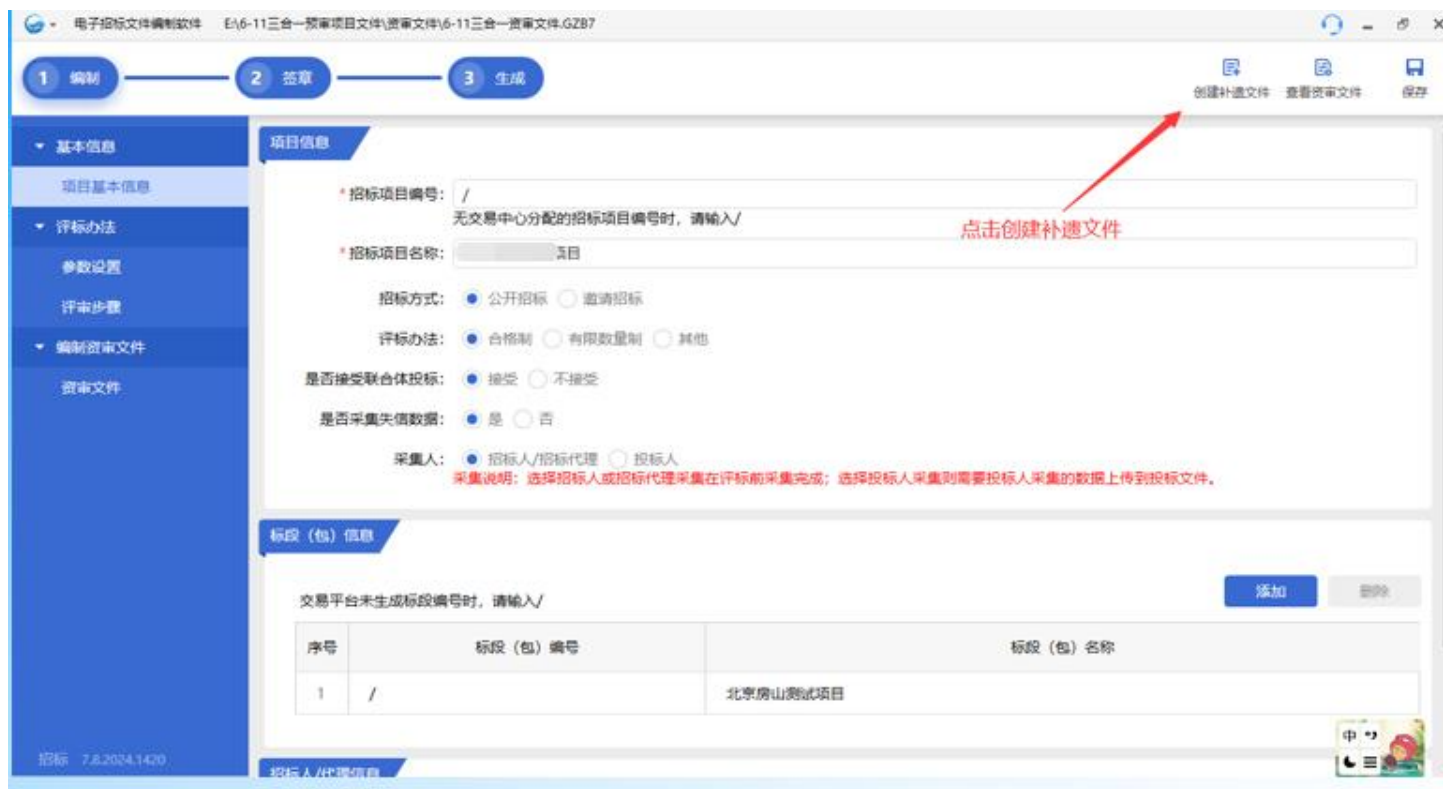 电子招标文件编制软件 E:\6-11三合一预审项目文件\资审文件\6-11三合一资审文件.GZB7
1 编制 2 签章 3 生成
创建补遗文件 查看资审文件 保存
基本信息
项目基本信息
评标办法
参数设置
评审步骤
编制资审文件
资审文件
项目信息
*招标项目编号: /
无交易中心分配的招标项目编号时，请输入/
点击创建补遗文件
*招标项目名称: 项目
招标方式: 公开招标 邀请招标
评标办法: 合格制 有限数量制 其他
是否接受联合体投标: 接受 不接受
是否采集失信数据: 是 否
采集人: 招标人/招标代理 投标人
采集说明：选择招标人或招标代理采集在评标前采集完成；选择投标人采集则需要投标人采集的数据上传到投标文件。
标段（包）信息
交易平台未生成标段编号时，请输入/
添加 删除
序号 标段（包）编号 标段（包）名称
1 / 北京房山测试项目
中
招标 7.8.2024.1420
招标人/代理信息